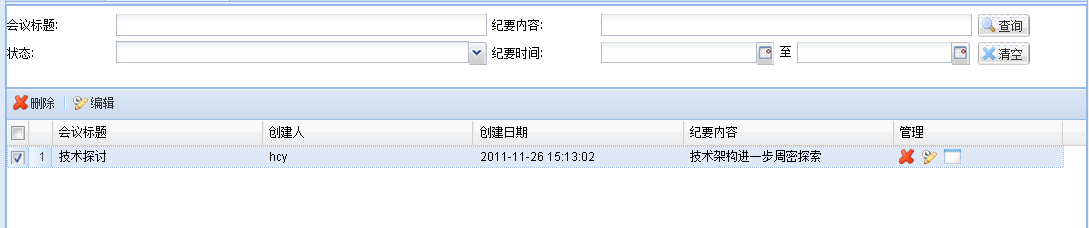 会议标题: 纪要内容: 查询
状态: 纪要时间: 至 清空
删除 编辑
会议标题 创建人 创建日期 纪要内容 管理
1 技术探讨 hcy 2011-11-26 15:13:02 技术架构进一步周密探索